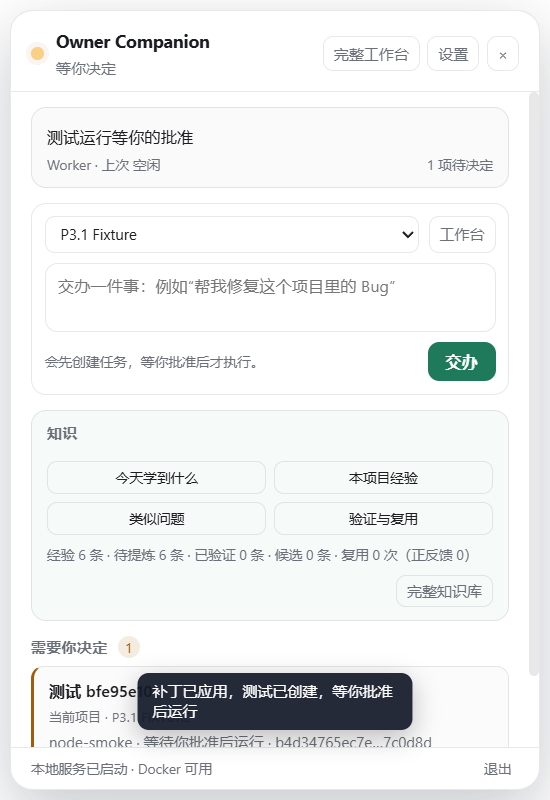 Owner Companion
等你决定
完整工作台
设置
×
测试运行等你的批准
Worker · 上次 空闲
1 项待决定
P3.1 Fixture
工作台
交办一件事：例如“帮我修复这个项目里的 Bug”
会先创建任务，等你批准后才执行。
交办
知识
今天学到什么
本项目经验
类似问题
验证与复用
经验 6 条 · 待提炼 6 条 · 已验证 0 条 · 候选 0 条 · 复用 0 次（正反馈 0）
完整知识库
需要你决定
1
测试 bfe95e
当前项目 · P3.1
补丁已应用，测试已创建，等你批准
后运行
node-smoke · 等待你批准后运行 · b4d34765ec7e…7c0d8d
本地服务已启动 · Docker 可用
退出